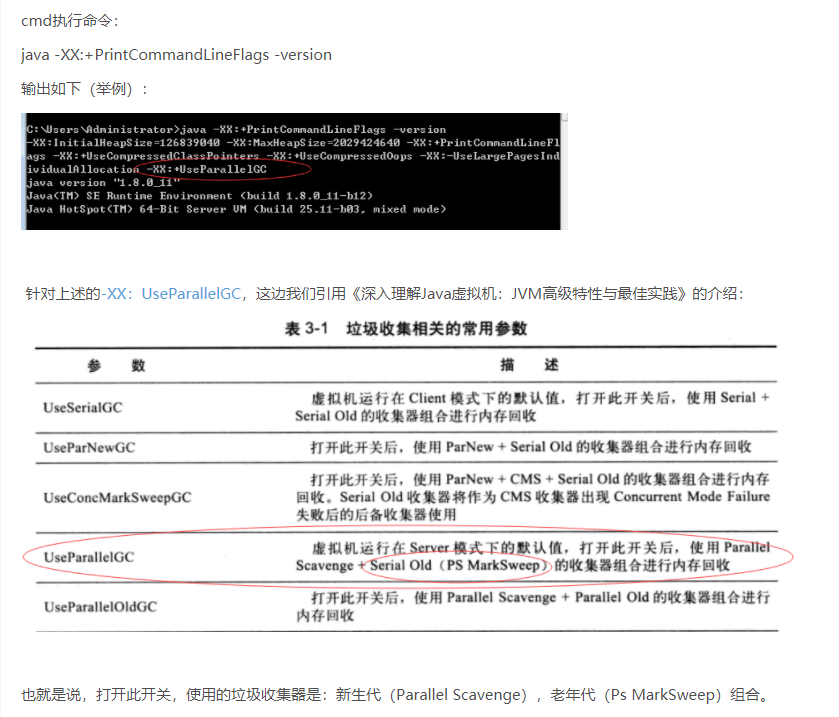 cmd执行命令：
java -XX:+PrintCommandLineFlags -version
输出如下（举例）：
C:\Users\Administrator>java -XX:+PrintCommandLineFlags -version
-XX:InitialHeapSize=126839040 -XX:MaxHeapSize=2029424640 -XX:+PrintCommandLineFl
ags -XX:+UseCompressedClassPointers -XX:+UseCompressedOops -XX:-UseLargePagesInd
ividualAllocation -XX:+UseParallelGC
java version "1.8.0_11"
Java(TM) SE Runtime Environment (build 1.8.0_11-b12)
Java HotSpot(TM) 64-Bit Server VM (build 25.11-b03, mixed mode)
针对上述的-XX：UseParallelGC，这边我们引用《深入理解Java虚拟机：JVM高级特性与最佳实践》的介绍：
表 3-1 垃圾收集相关的常用参数
参 数 描 述
UseSerialGC 虚拟机运行在 Client 模式下的默认值，打开此开关后，使用 Serial +
Serial Old 的收集器组合进行内存回收
UseParNewGC 打开此开关后，使用 ParNew + Serial Old 的收集器组合进行内存回收
UseConcMarkSweepGC 打开此开关后，使用 ParNew + CMS + Serial Old 的收集器组合进行内存
回收。Serial Old 收集器将作为 CMS 收集器出现 Concurrent Mode Failure
失败后的后备收集器使用
UseParallelGC 虚拟机运行在 Server 模式下的默认值，打开此开关后，使用 Parallel
Scavenge + Serial Old（PS MarkSweep）的收集器组合进行内存回收
UseParallelOldGC 打开此开关后，使用 Parallel Scavenge + Parallel Old 的收集器组合进行
内存回收
也就是说，打开此开关，使用的垃圾收集器是：新生代（Parallel Scavenge），老年代（Ps MarkSweep）组合。